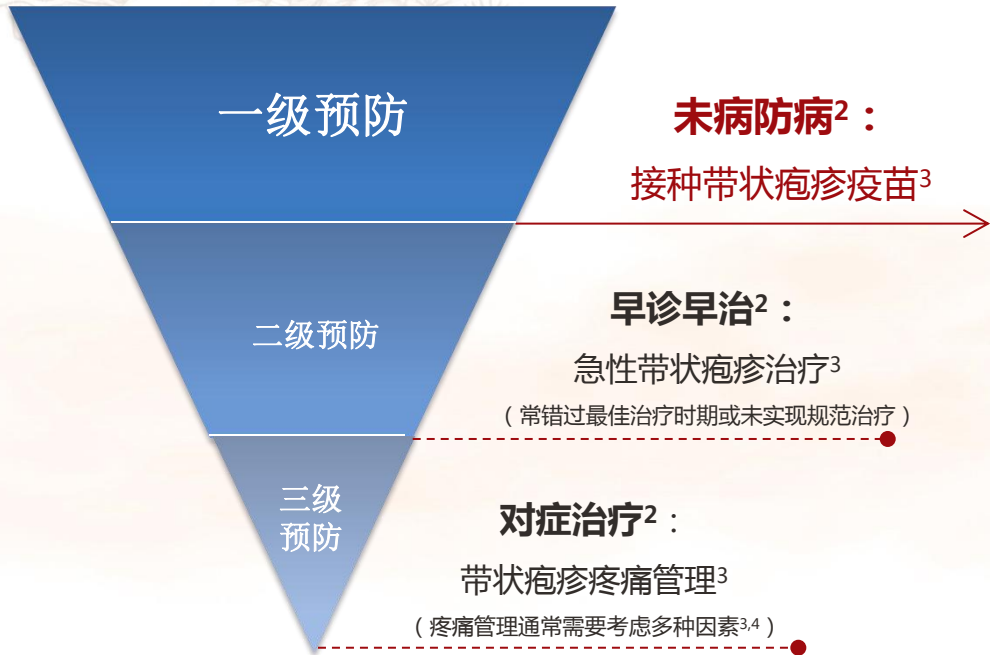 一级预防
未病防病2：
接种带状疱疹疫苗3
二级预防
早诊早治2：
急性带状疱疹治疗3
（常错过最佳治疗时期或未实现规范治疗）
三级
预防
对症治疗2：
带状疱疹疼痛管理3
（疼痛管理通常需要考虑多种因素3,4）